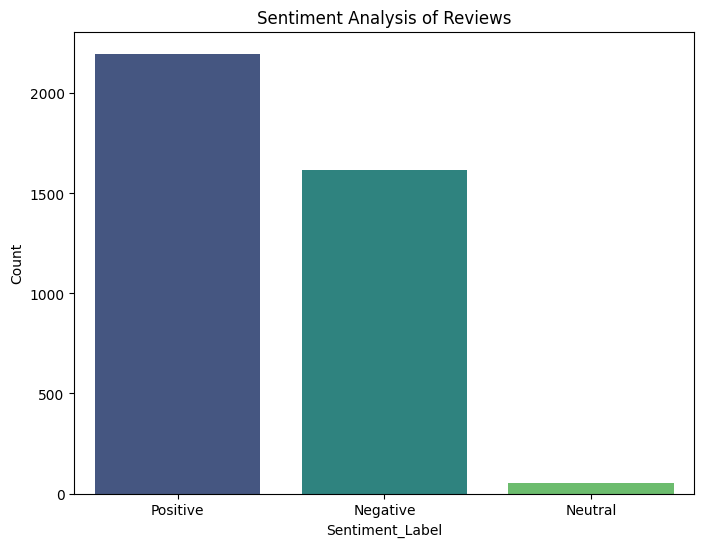 Sentiment Analysis of Reviews
2000
1500
1000
500
0
Count
Positive Negative Neutral
Sentiment_Label